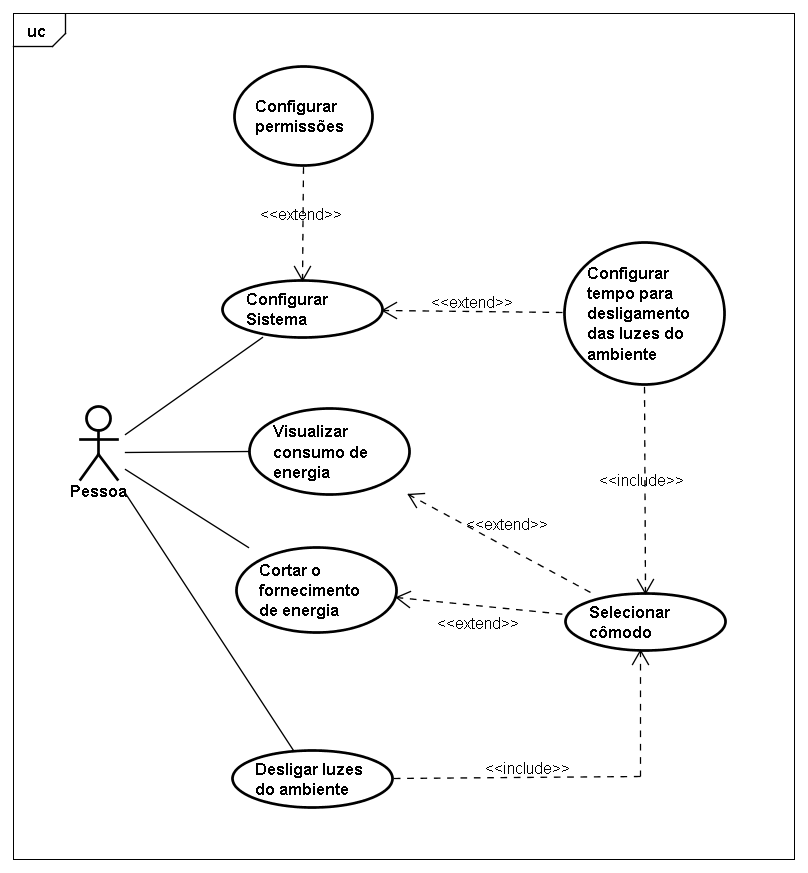 uc
Configurar
permissões
<<extend>>
Configurar
Sistema
<<extend>>
Configurar
tempo para
desligamento
das luzes do
ambiente
Visualizar
consumo de
energia
<<include>>
Pessoa
<<extend>>
Cortar o
fornecimento
de energia
<<extend>>
Selecionar
cômodo
Desligar luzes
do ambiente
<<include>>